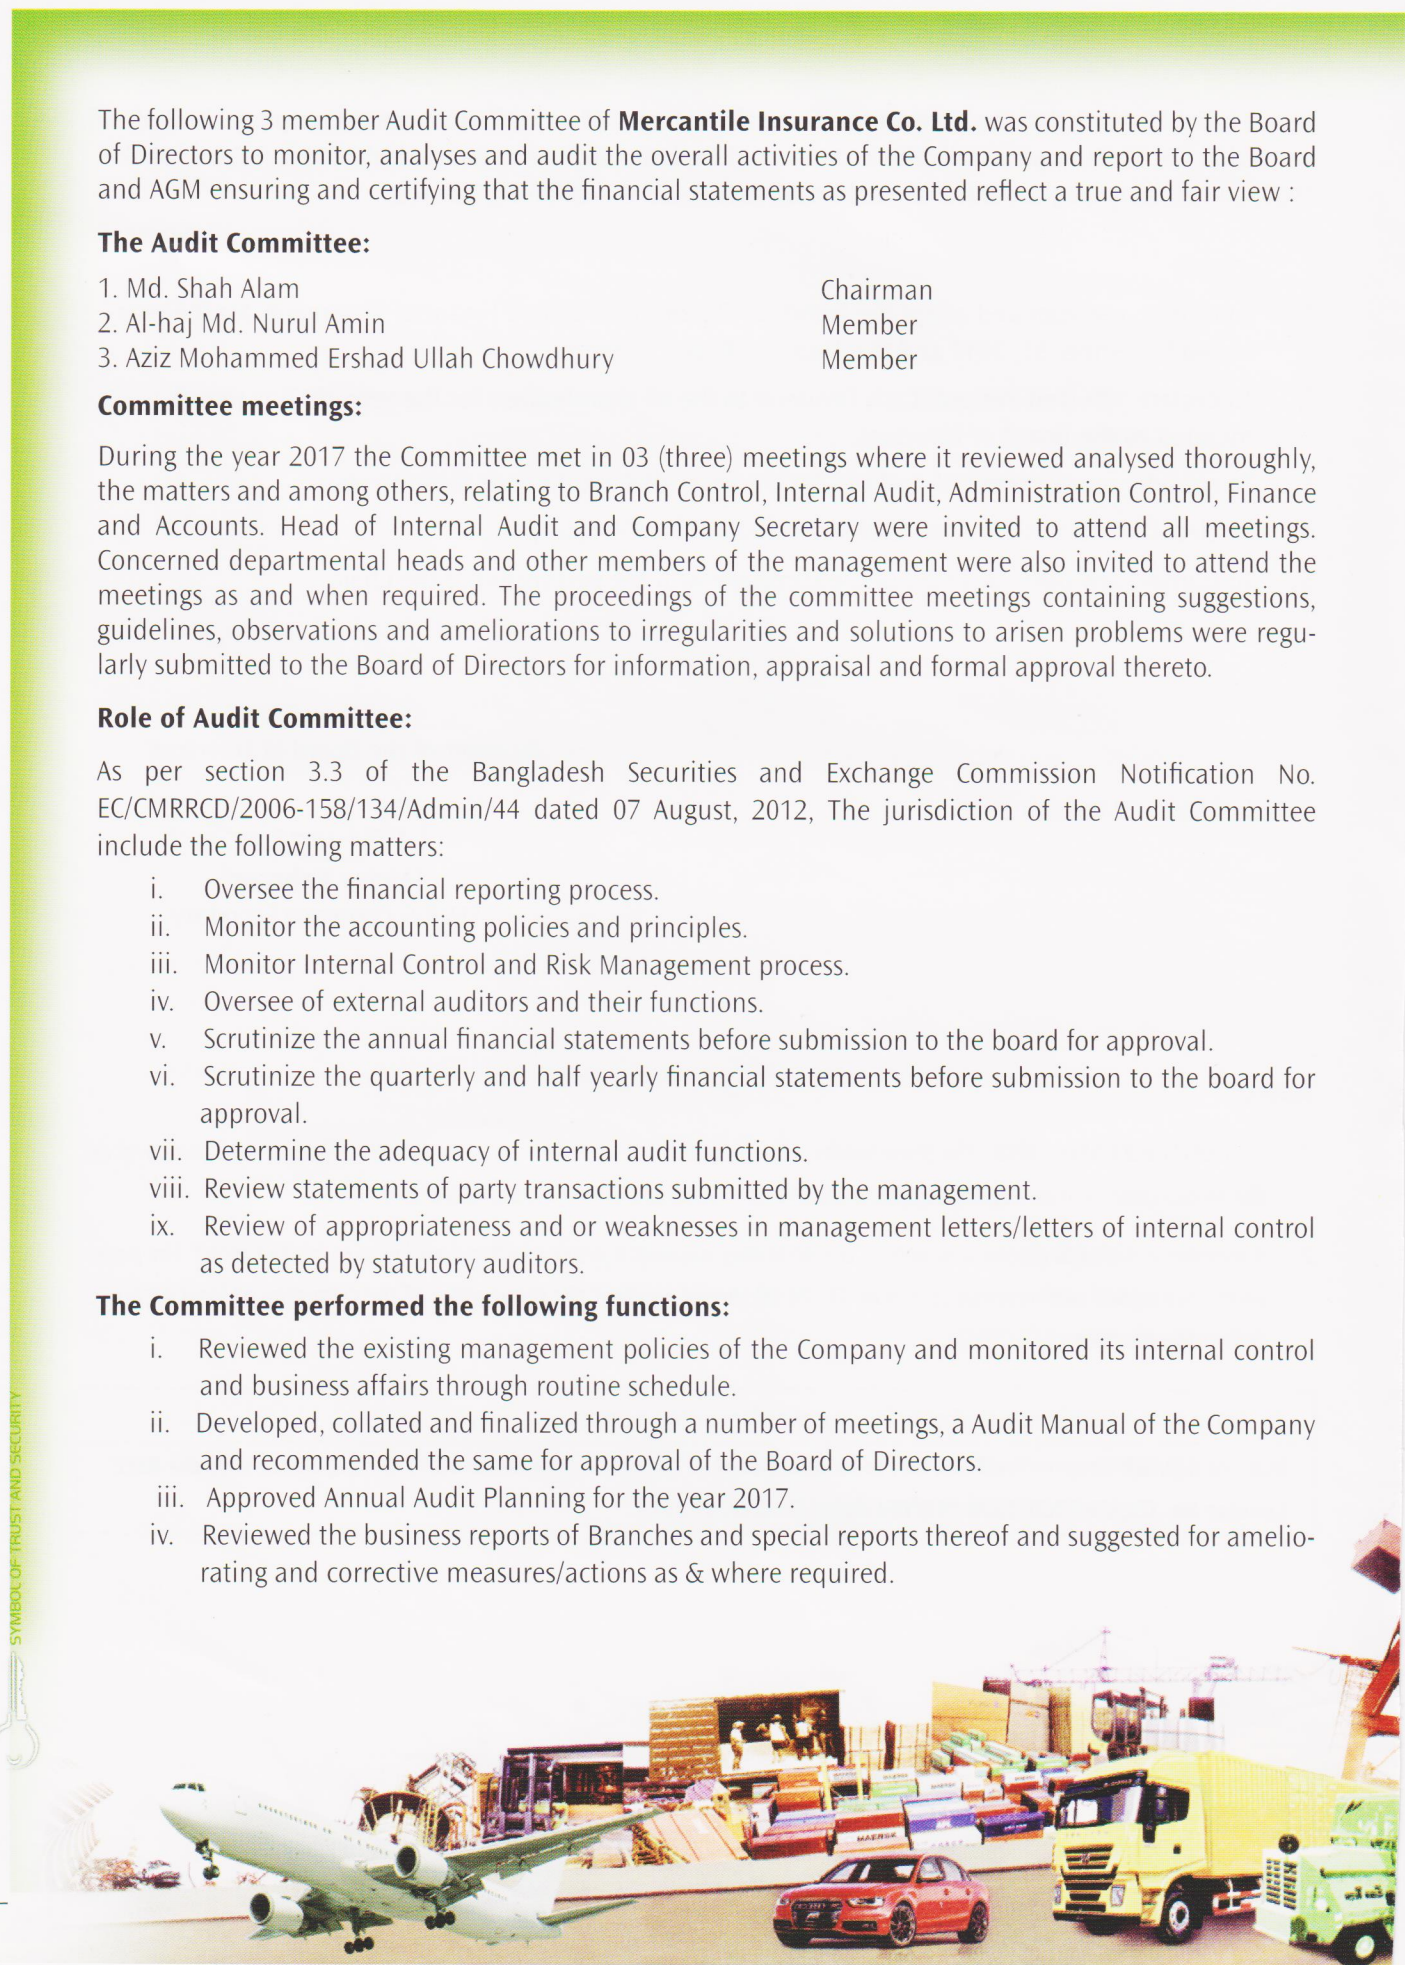 The following 3 member Audit Committee of Mercantile Insurance Co. Ltd. was constituted by the Board
of Directors to monitor, analyses and audit the overall activities of the Company and report to the Board
and AGM ensuring and certifying that the financial statements as presented reflect a true and fair view :
The Audit Committee:
1. Md. Shah Alam Chairman
2. Al-haj Md. Nurul Amin Member
3. Aziz Mohammed Ershad Ullah Chowdhury Member
Committee meetings:
During the year 2017 the Committee met in 03 (three) meetings where it reviewed analysed thoroughly,
the matters and among others, relating to Branch Control, Internal Audit, Administration Control, Finance
and Accounts. Head of Internal Audit and Company Secretary were invited to attend all meetings.
Concerned departmental heads and other members of the management were also invited to attend the
meetings as and when required. The proceedings of the committee meetings containing suggestions,
guidelines, observations and ameliorations to irregularities and solutions to arisen problems were regu-
larly submitted to the Board of Directors for information, appraisal and formal approval thereto.
Role of Audit Committee:
As per section 3.3 of the Bangladesh Securities and Exchange Commission Notification No.
EC/CMRRCD/2006-158/134/Admin/44 dated 07 August, 2012, The jurisdiction of the Audit Committee
include the following matters:
i. Oversee the financial reporting process.
ii. Monitor the accounting policies and principles.
iii. Monitor Internal Control and Risk Management process.
iv. Oversee of external auditors and their functions.
v. Scrutinize the annual financial statements before submission to the board for approval.
vi. Scrutinize the quarterly and half yearly financial statements before submission to the board for
approval.
vii. Determine the adequacy of internal audit functions.
viii. Review statements of party transactions submitted by the management.
ix. Review of appropriateness and or weaknesses in management letters/letters of internal control
as detected by statutory auditors.
The Committee performed the following functions:
i. Reviewed the existing management policies of the Company and monitored its internal control
and business affairs through routine schedule.
ii. Developed, collated and finalized through a number of meetings, a Audit Manual of the Company
and recommended the same for approval of the Board of Directors.
iii. Approved Annual Audit Planning for the year 2017.
iv. Reviewed the business reports of Branches and special reports thereof and suggested for amelio-
rating and corrective measures/actions as & where required.
SYMBOL OF TRUST AND SECURITY
MAERSK